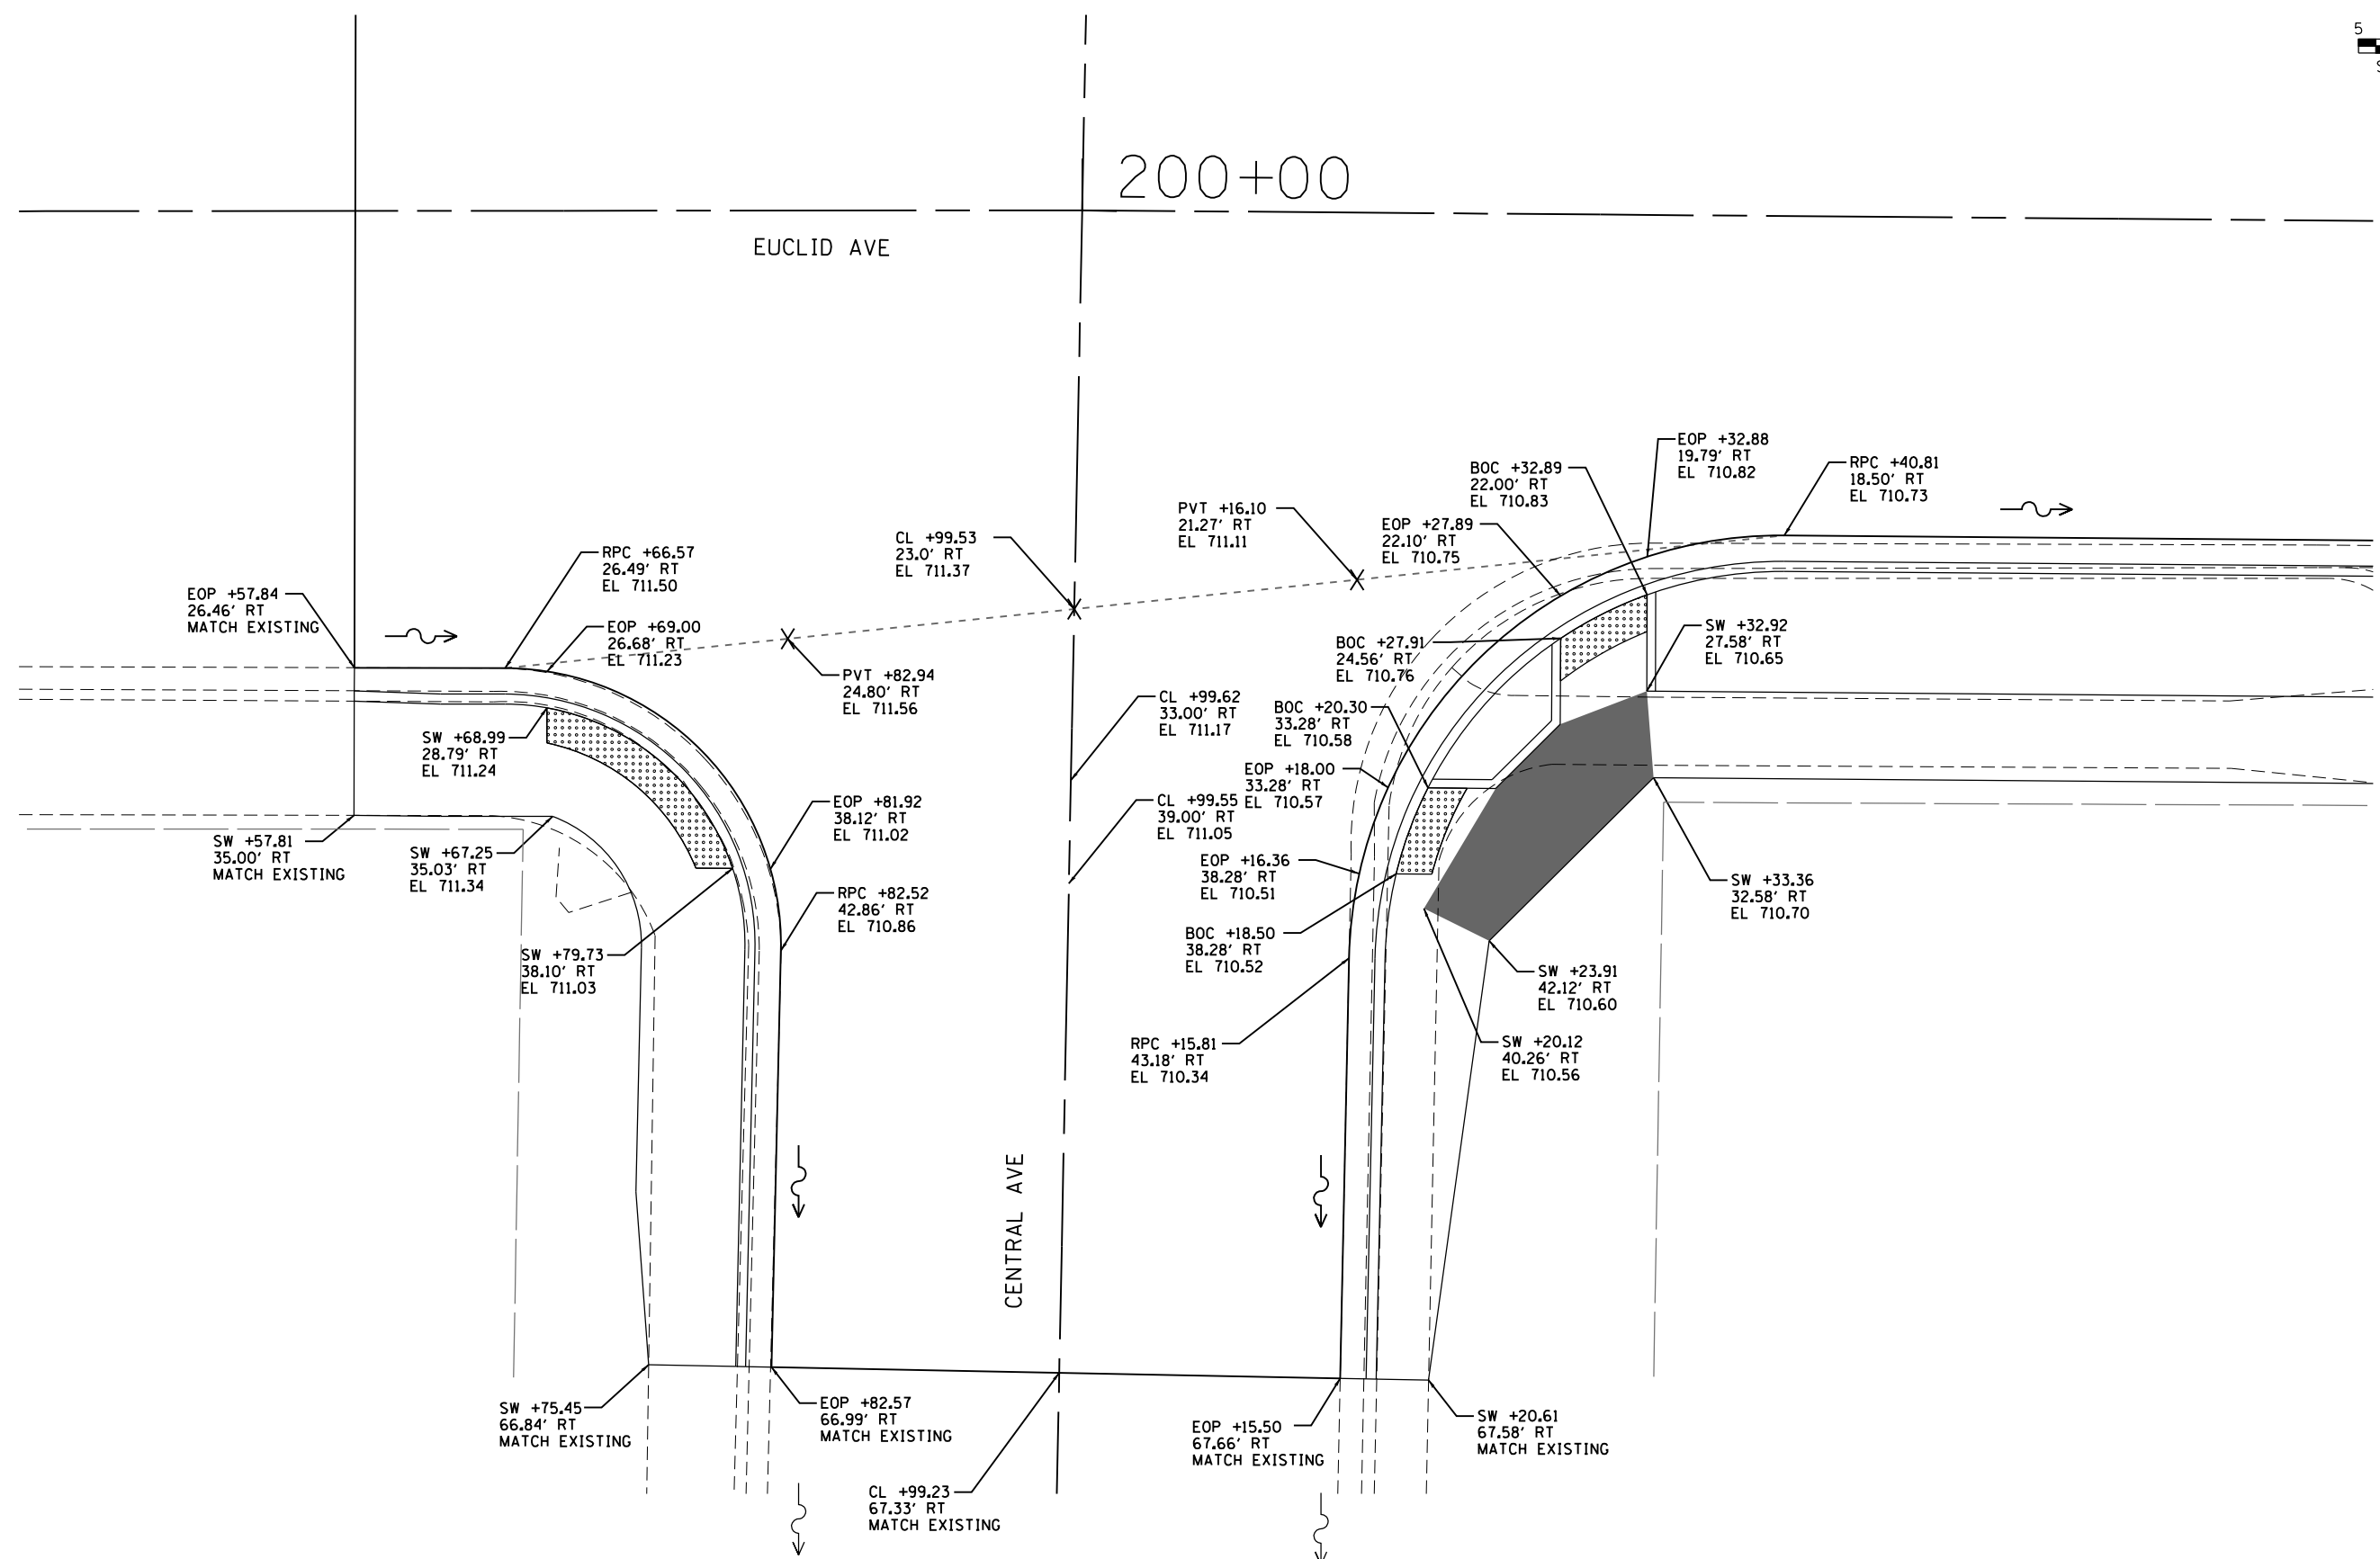 5
S
200+00
EUCLID AVE
EOP +32.88
19.79' RT
EL 710.82
BOC +32.89
22.00' RT
EL 710.83
RPC +40.81
18.50' RT
EL 710.73
PVT +16.10
21.27' RT
EL 711.11
EOP +27.89
22.10' RT
EL 710.75
CL +99.53
23.0' RT
EL 711.37
RPC +66.57
26.49' RT
EL 711.50
EOP +57.84
26.46' RT
MATCH EXISTING
EOP +69.00
26.68' RT
EL 711.23
PVT +82.94
24.80' RT
EL 711.56
BOC +27.91
24.56' RT
EL 710.76
SW +32.92
27.58' RT
EL 710.65
CL +99.62
33.00' RT
EL 711.17
BOC +20.30
33.28' RT
EL 710.58
SW +68.99
28.79' RT
EL 711.24
EOP +18.00
33.28' RT
EL 710.57
CL +99.55
39.00' RT
EL 711.05
EOP +81.92
38.12' RT
EL 711.02
SW +57.81
35.00' RT
MATCH EXISTING
SW +67.25
35.03' RT
EL 711.34
EOP +16.36
38.28' RT
EL 710.51
SW +33.36
32.58' RT
EL 710.70
RPC +82.52
42.86' RT
EL 710.86
BOC +18.50
38.28' RT
EL 710.52
SW +79.73
38.10' RT
EL 711.03
SW +23.91
42.12' RT
EL 710.60
RPC +15.81
43.18' RT
EL 710.34
SW +20.12
40.26' RT
EL 710.56
CENTRAL AVE
SW +75.45
66.84' RT
MATCH EXISTING
EOP +82.57
66.99' RT
MATCH EXISTING
EOP +15.50
67.66' RT
MATCH EXISTING
SW +20.61
67.58' RT
MATCH EXISTING
CL +99.23
67.33' RT
MATCH EXISTING